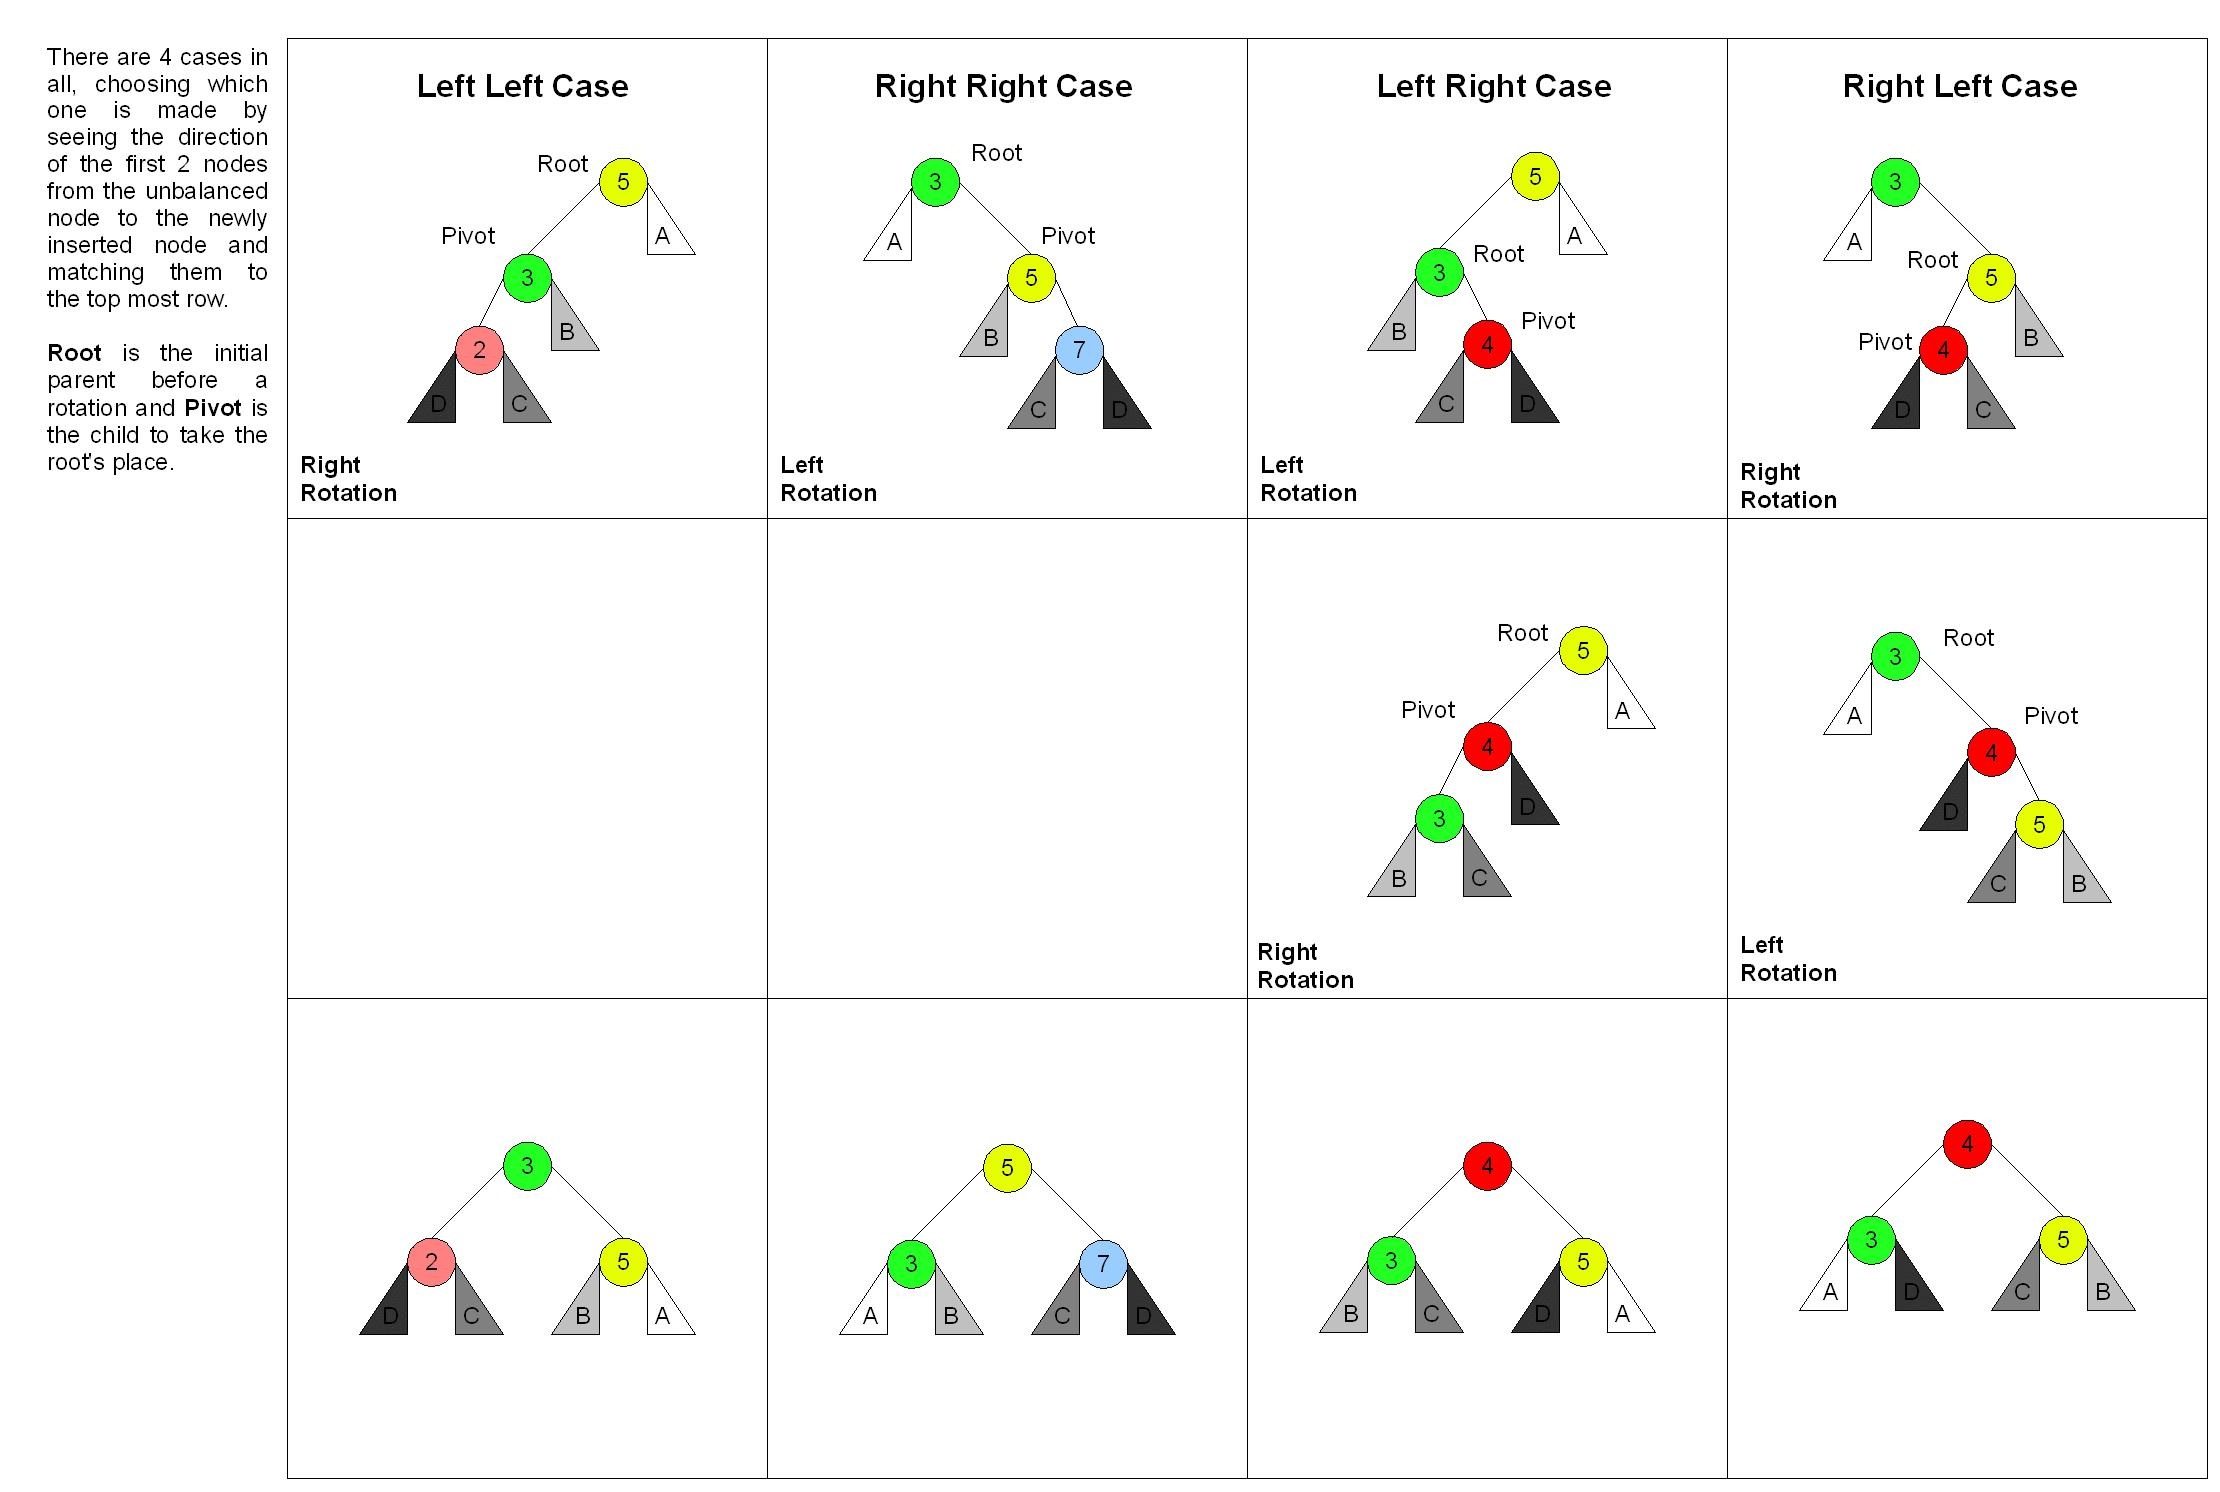 There are 4 cases in
all, choosing which
one is made by
seeing the direction
of the first 2 nodes
from the unbalanced
node to the newly
inserted node and
matching them to
the top most row.
Root is the initial
parent before a
rotation and Pivot is
the child to take the
root's place.
Left Left Case
Root
5
A
Pivot
3
B
2
D
C
Right
Rotation
Right Right Case
Root
3
A
Pivot
5
B
7
C
D
Left
Rotation
Left Right Case
5
A
Root
3
B
Pivot
4
C
D
Left
Rotation
Right Left Case
3
A
Root
5
B
Pivot
4
D
C
Right
Rotation
Root
5
A
Pivot
4
D
3
B
C
Right
Rotation
Root
3
A
Pivot
4
D
5
C
B
Left
Rotation
3
2
5
D
C
B
A
5
3
7
A
B
C
D
4
3
5
B
C
D
A
4
3
5
A
D
C
B